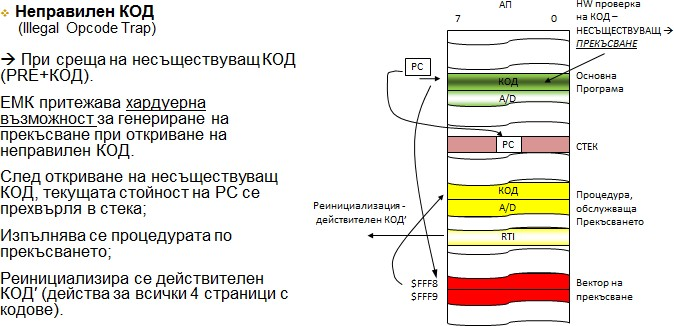 Неправилен КОД
(Illegal Opcode Trap)
→ При среща на несъществуващ КОД
(PRE+КОД).
ЕМК притежава хардуерна
възможност за генериране на
прекъсване при откриване на
неправилен КОД.
След откриване на несъществуващ
КОД, текущата стойност на PC се
прехвърля в стека;
Изпълнява се процедурата по
прекъсването;
Реинициализира се действителен
КОД′ (действа за всички 4 страници с
кодове).
АП
7 0
HW проверка
на КОД –
НЕСЪЩЕСТВУВАЩ →
ПРЕКЪСВАНЕ
PC
КОД
A/D
Основна
Програма
PC
СТЕК
Реинициализация -
действителен КОД′
КОД
A/D
RTI
Процедура,
обслужваща
Прекъсването
$FFF8
$FFF9
Вектор на
прекъсване